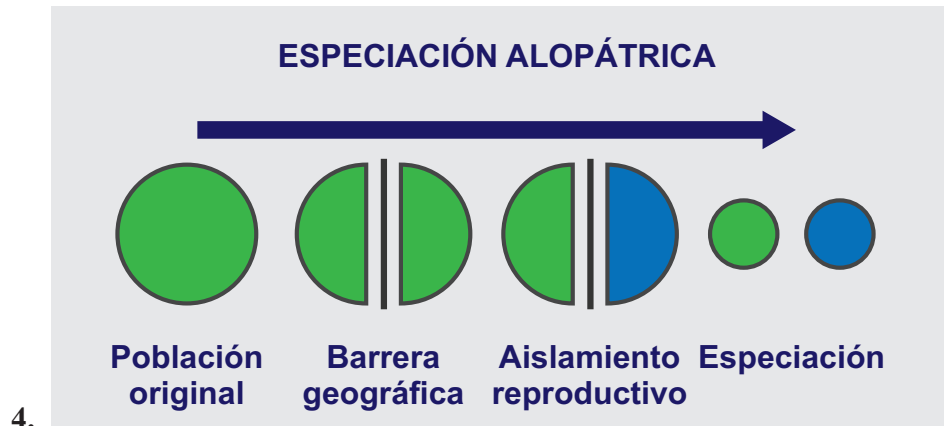 ESPECIACIÓN ALOPÁTRICA
Población original
Barrera geográfica
Aislamiento reproductivo
Especiación
4.